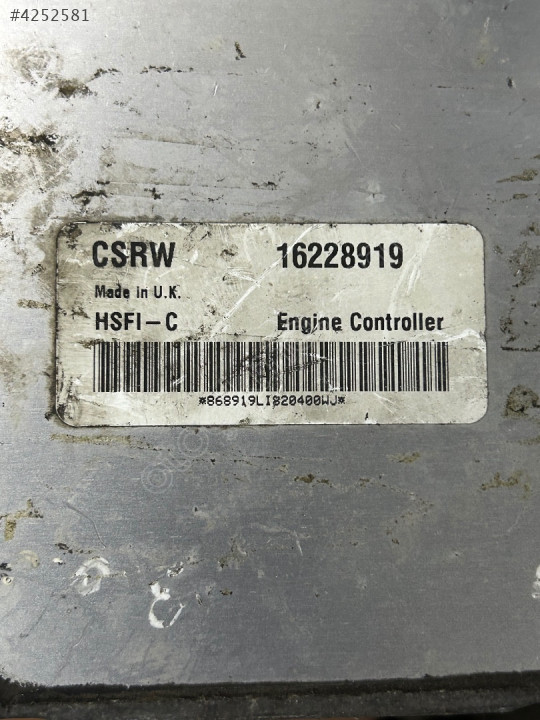 #4252581
CSRW 16228919
Made in U.K.
HSFI-C Engine Controller
*868919LI820400WJ*